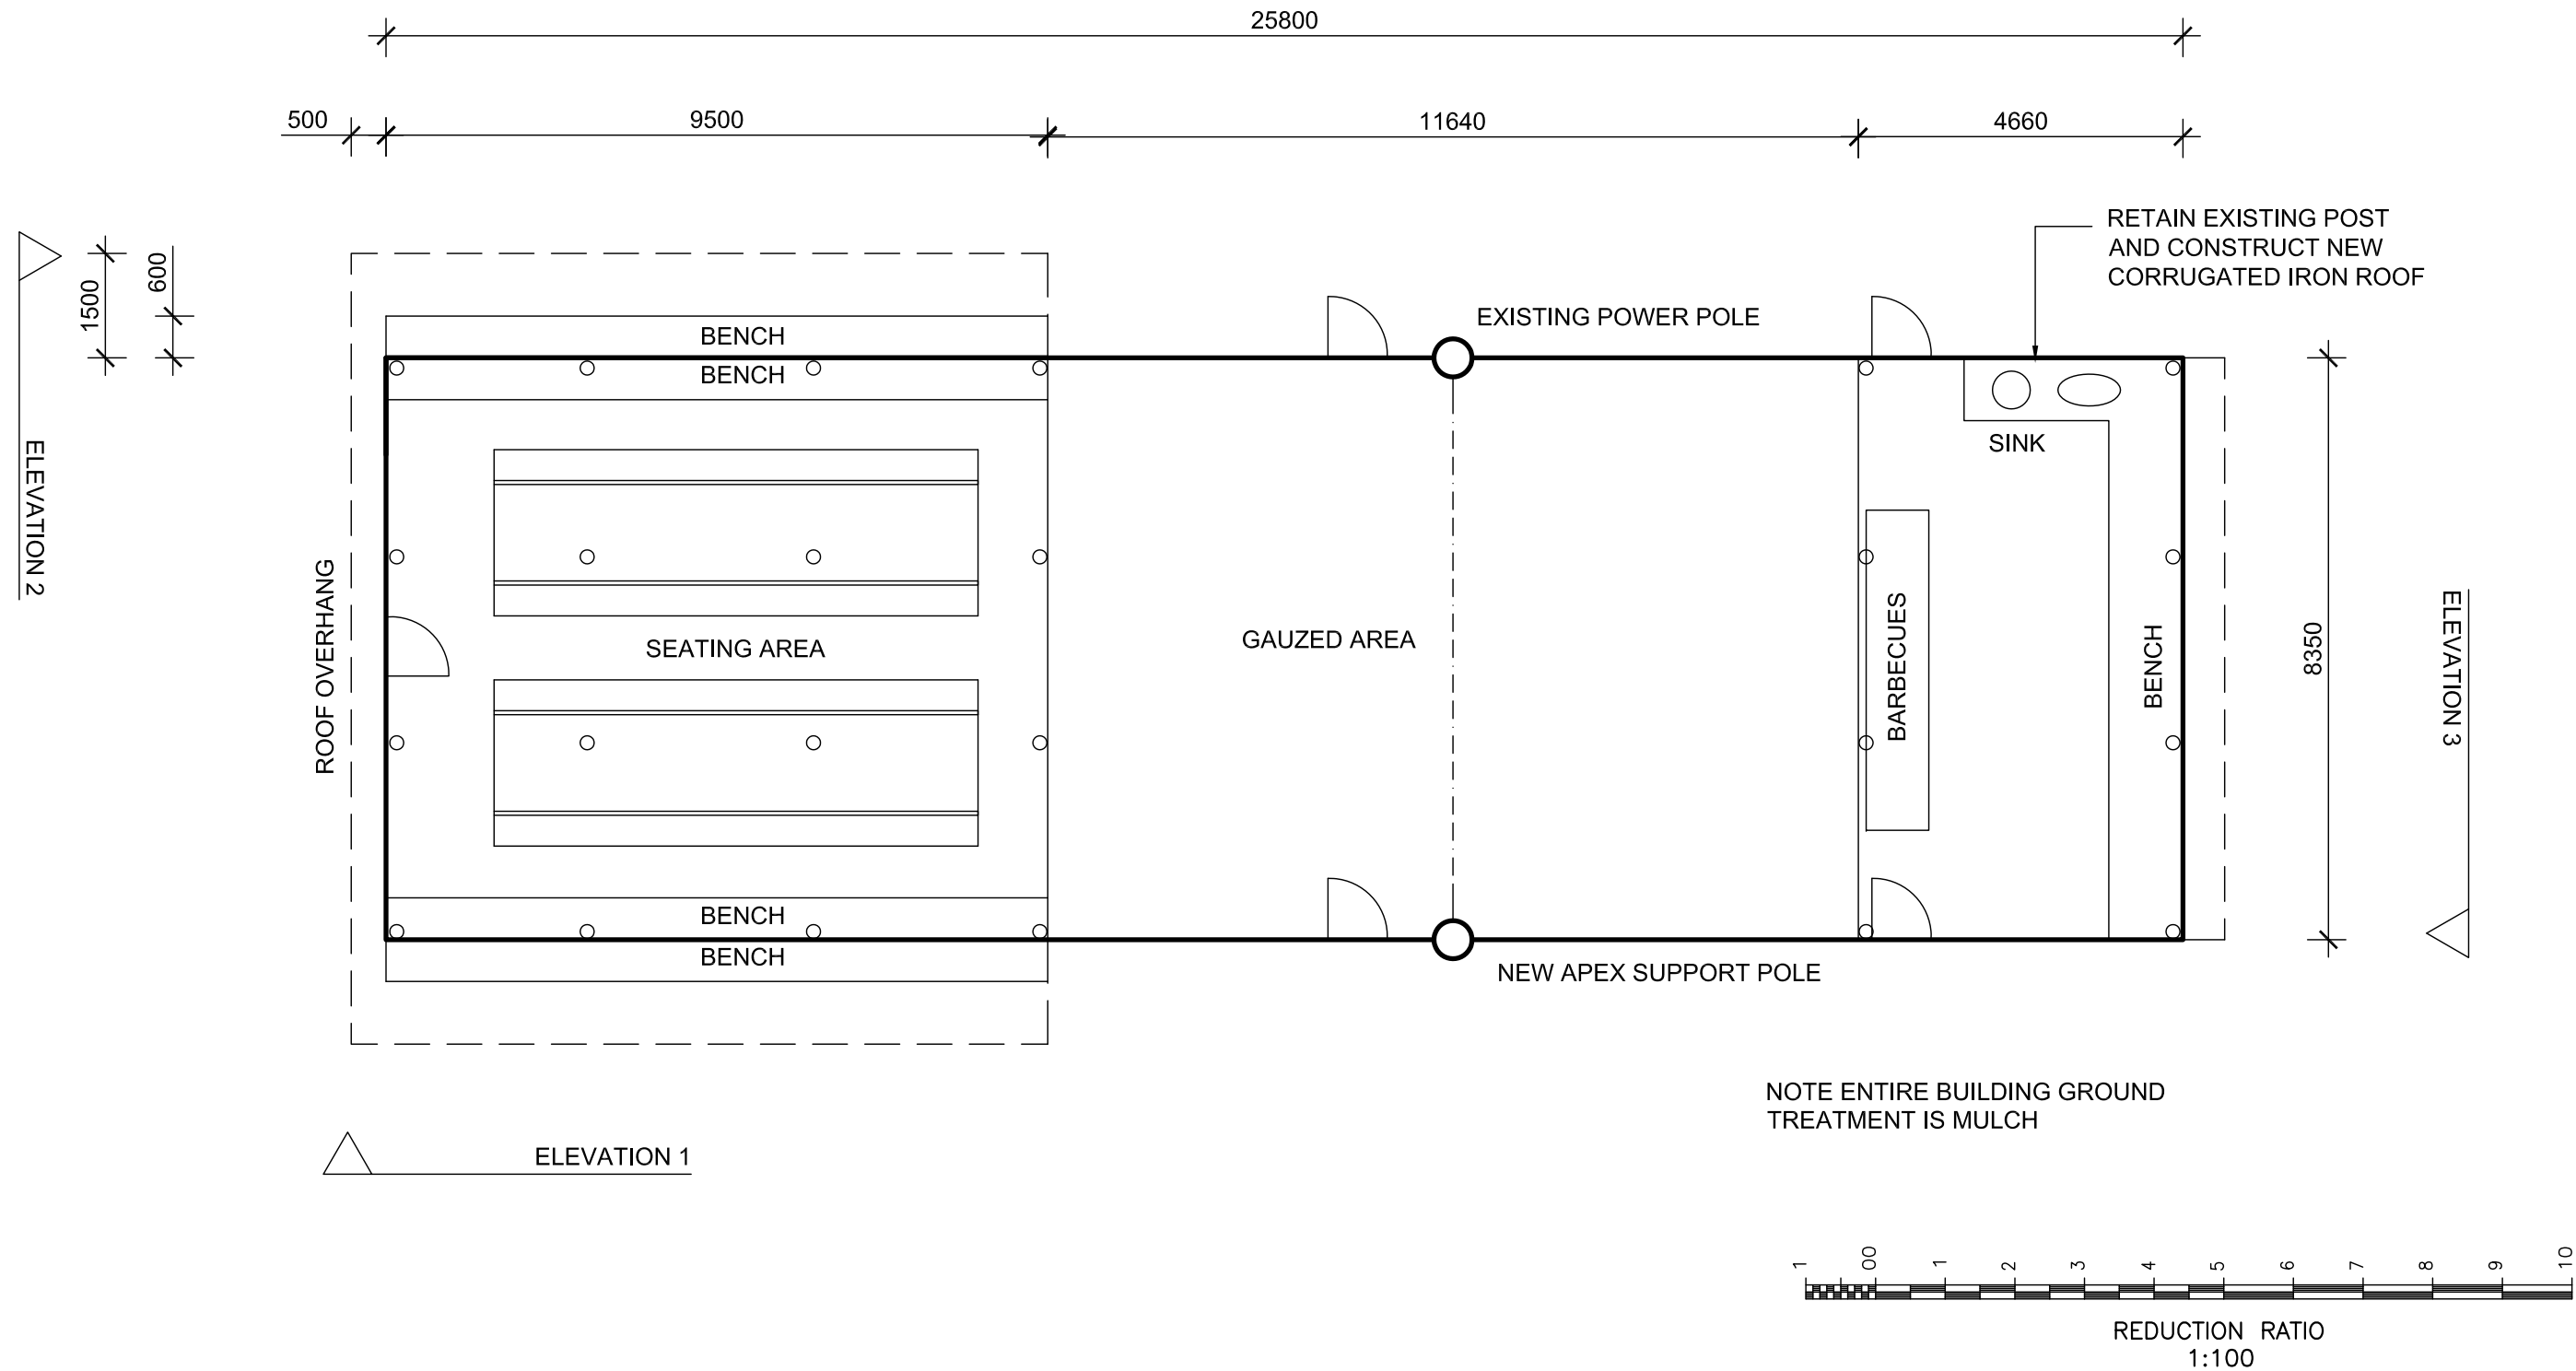 25800
500
9500
11640
4660
RETAIN EXISTING POST
AND CONSTRUCT NEW
CORRUGATED IRON ROOF
1500
600
BENCH
BENCH
EXISTING POWER POLE
SINK
ELEVATION 2
ROOF OVERHANG
SEATING AREA
GAUZED AREA
BARBECUES
BENCH
8350
ELEVATION 3
BENCH
BENCH
NEW APEX SUPPORT POLE
NOTE ENTIRE BUILDING GROUND
TREATMENT IS MULCH
ELEVATION 1
1 00 1 2 3 4 5 6 7 8 9 10
REDUCTION RATIO
1:100